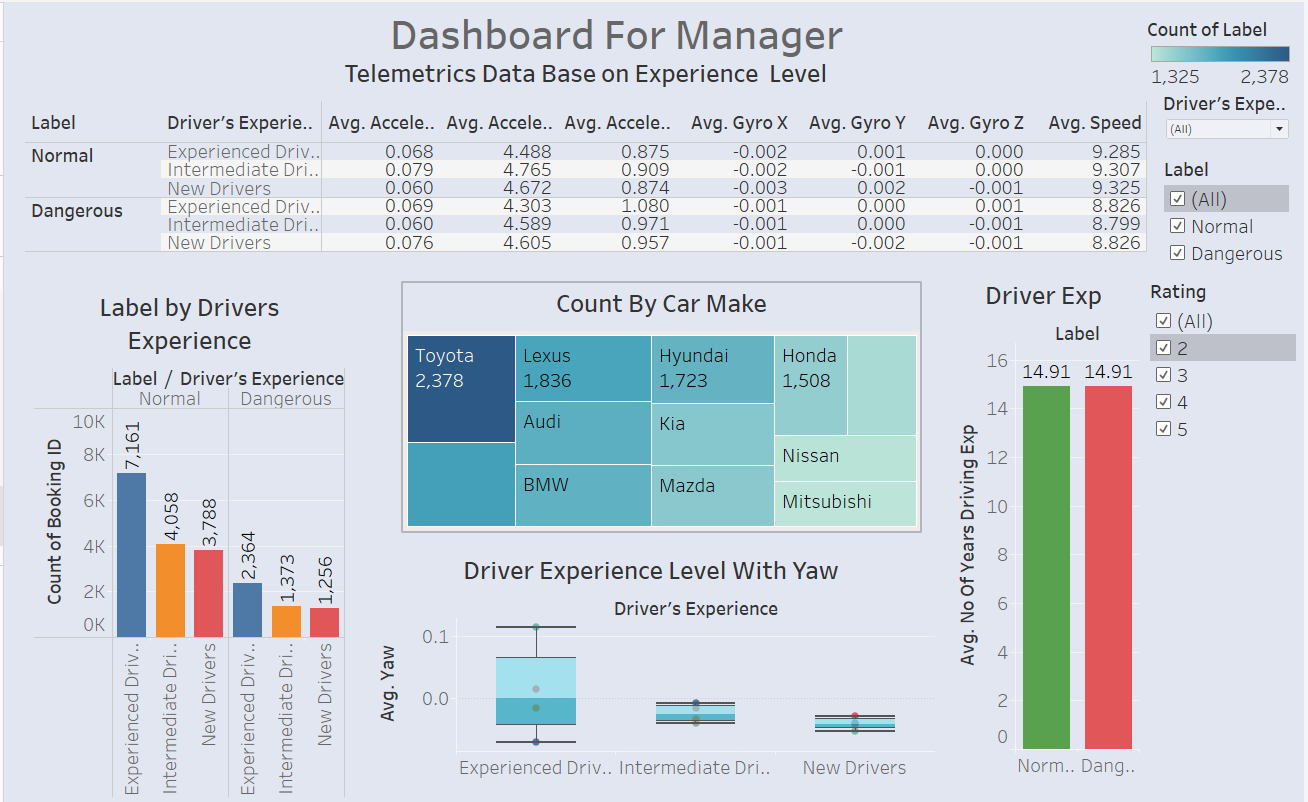 Dashboard For Manager
Telemetrics Data Base on Experience Level
Count of Label
1,325 2,378
Driver's Expe..
(All)
Label
(All)
Normal
Dangerous
Rating
(All)
2
3
4
5
Label Driver's Experie.. Avg. Accele.. Avg. Accele.. Avg. Accele.. Avg. Gyro X Avg. Gyro Y Avg. Gyro Z Avg. Speed
Normal Experienced Driv.. 0.068 4.488 0.875 -0.002 0.001 0.000 9.285
Intermediate Dri.. 0.079 4.765 0.909 -0.002 -0.001 0.000 9.307
New Drivers 0.060 4.672 0.874 -0.003 0.002 -0.001 9.325
Dangerous Experienced Driv.. 0.069 4.303 1.080 -0.001 0.000 0.001 8.826
Intermediate Dri.. 0.060 4.589 0.971 -0.001 0.000 -0.001 8.799
New Drivers 0.076 4.605 0.957 -0.001 -0.002 -0.001 8.826
Label by Drivers
Experience
Label / Driver's Experience
Normal Dangerous
Count of Booking ID
10K
8K
6K
4K
2K
0K
7,161
4,058
3,788
2,364
1,373
1,256
Experienced Driv..
Intermediate Dri..
New Drivers
Experienced Driv..
Intermediate Dri..
New Drivers
Count By Car Make
Toyota
2,378
Lexus
1,836
Audi
BMW
Hyundai
1,723
Kia
Mazda
Honda
1,508
Nissan
Mitsubishi
Driver Experience Level With Yaw
Driver's Experience
Avg. Yaw
0.1
0.0
Experienced Driv.. Intermediate Dri.. New Drivers
Driver Exp
Label
Avg. No Of Years Driving Exp
16
14
12
10
8
6
4
2
0
14.91 14.91
Norm.. Dang..